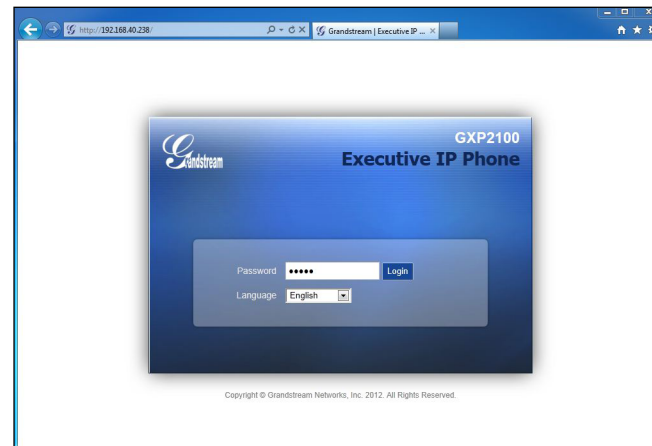 http://192.168.40.238/
Grandstream | Executive IP ...
Grandstream
GXP2100
Executive IP Phone
Password ••••• Login
Language English
Copyright © Grandstream Networks, Inc. 2012. All Rights Reserved.